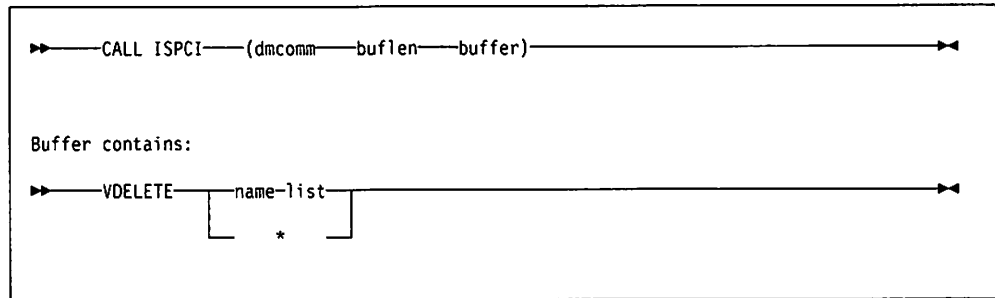 CALL ISPCI (dmcomm buflen buffer)
Buffer contains:
VDELETE name-list
*